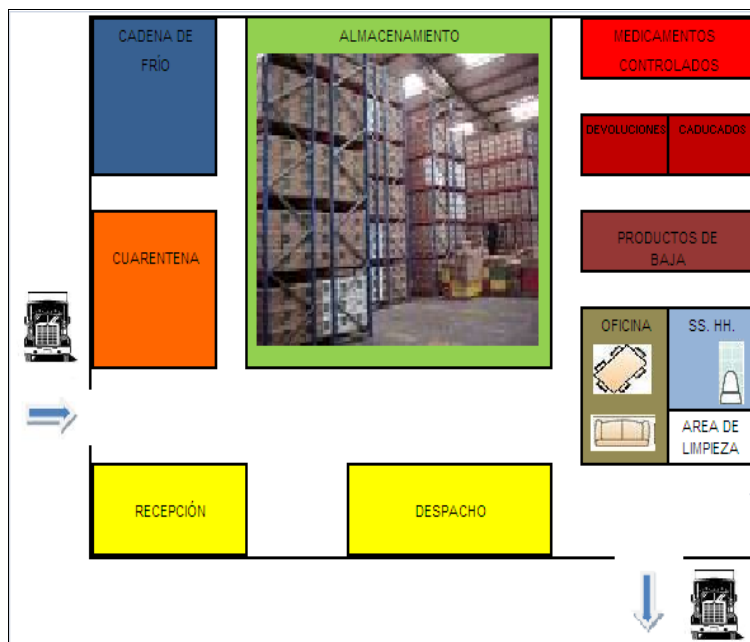 CADENA DE
FRÍO
ALMACENAMIENTO
MEDICAMENTOS
CONTROLADOS
DEVOLUCIONES
CADUCADOS
CUARENTENA
PRODUCTOS DE
BAJA
OFICINA
SS. HH.
AREA DE
LIMPIEZA
RECEPCIÓN
DESPACHO